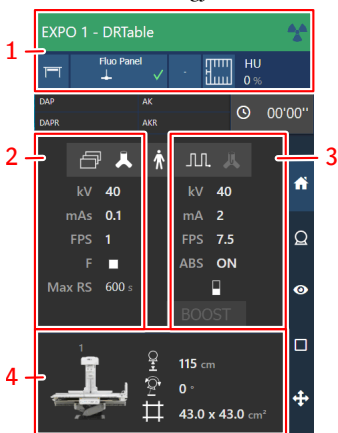 EXPO 1 - DRTable
1
Fluo Panel
-
HU
0 %
DAP
AK
DAPR
AKR
00'00''
2
3
kV 40
kV 40
mAs 0.1
mA 2
FPS 1
FPS 7.5
F
ABS ON
Max RS 600 s
BOOST
4
1
115 cm
0 °
43.0 x 43.0 cm²